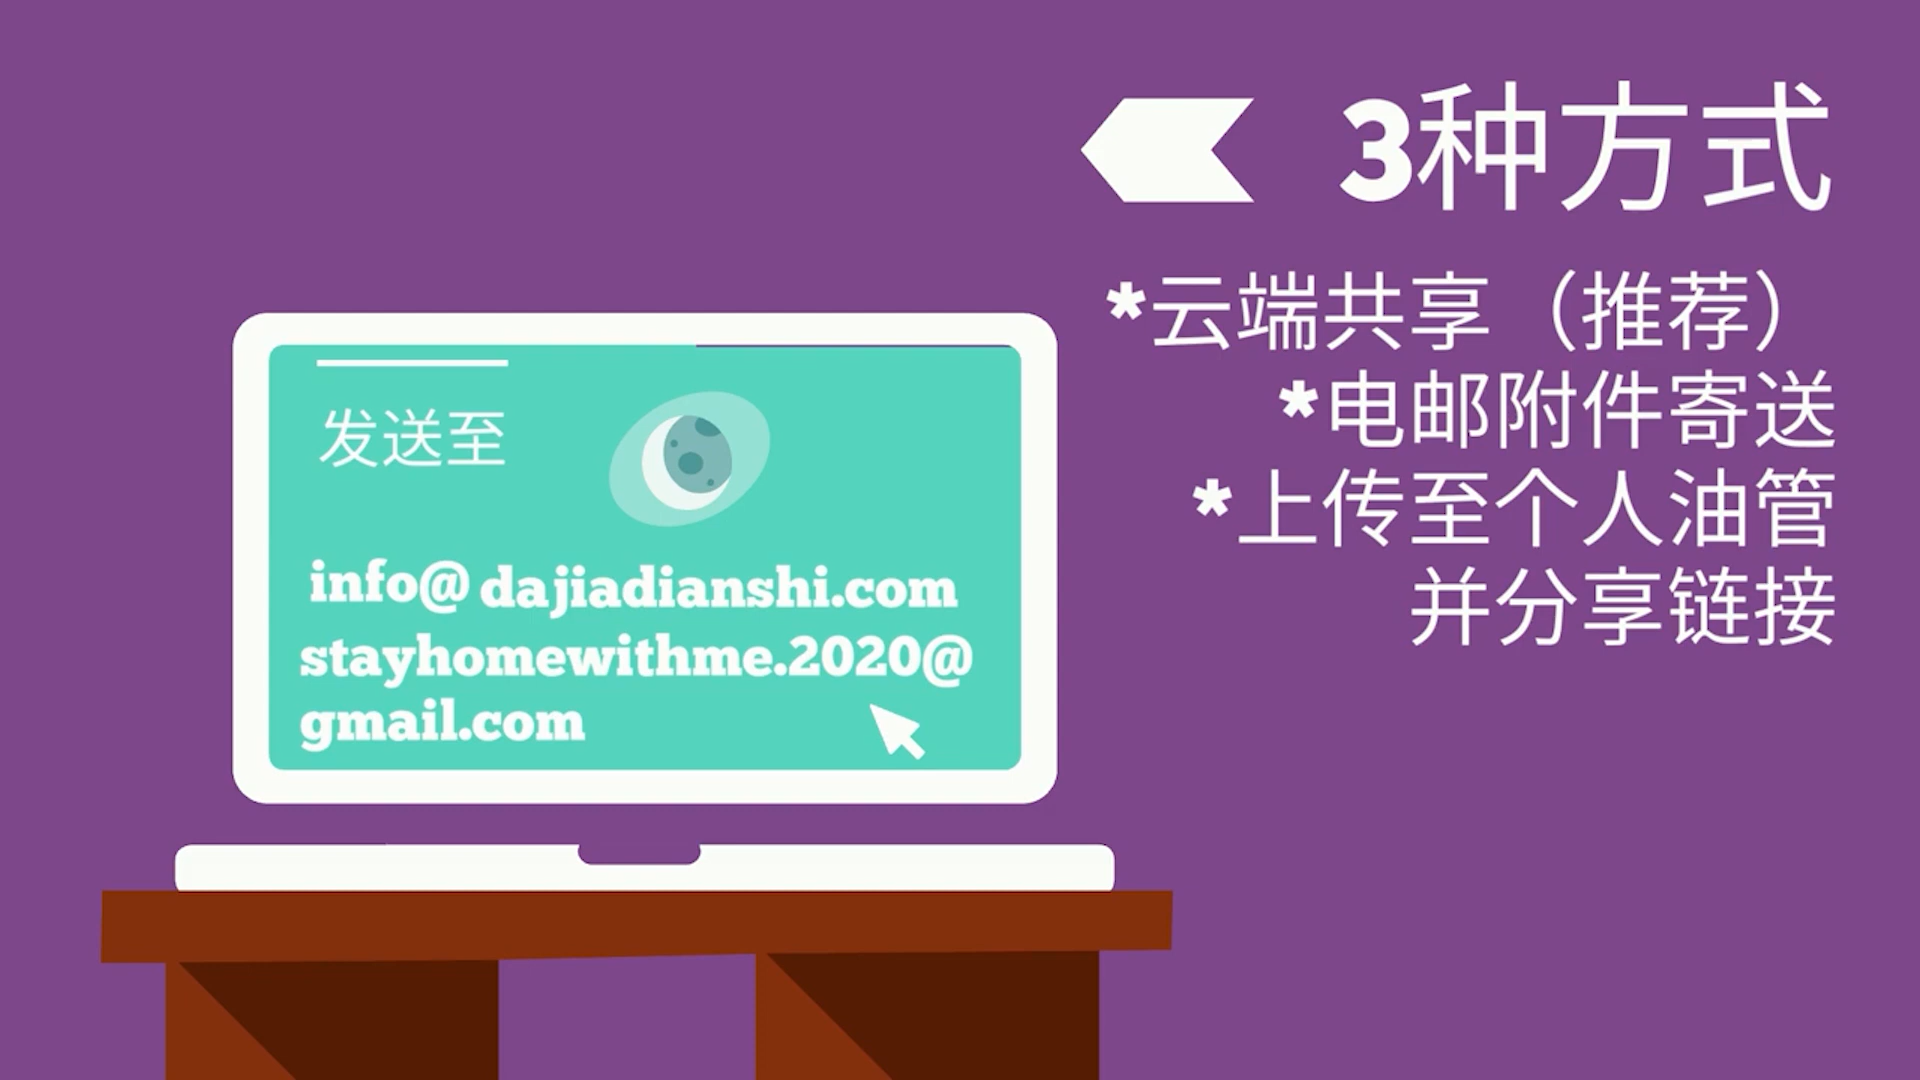 3种方式
*云端共享（推荐）
*电邮附件寄送
*上传至个人油管
并分享链接
发送至
info@dajiadianshi.com
stayhomewithme.2020@
gmail.com